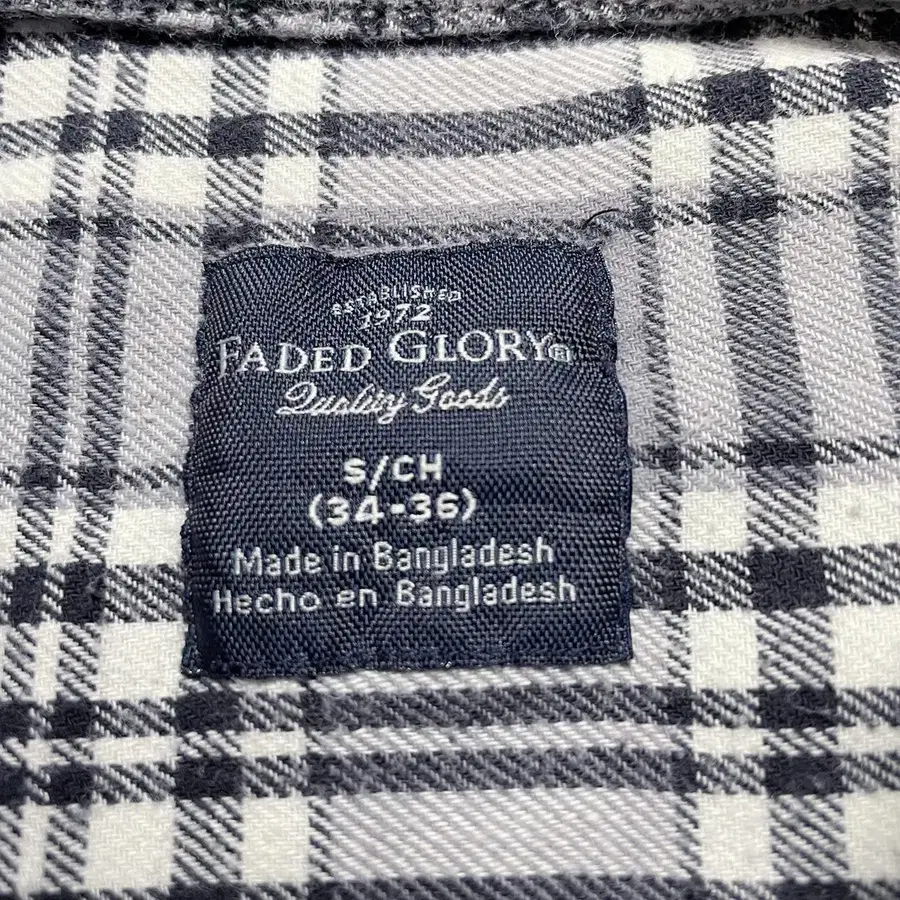 ESTABLISHED
1972
FADED GLORY®
Quality Goods
S/CH
(34-36)
Made in Bangladesh
Hecho en Bangladesh